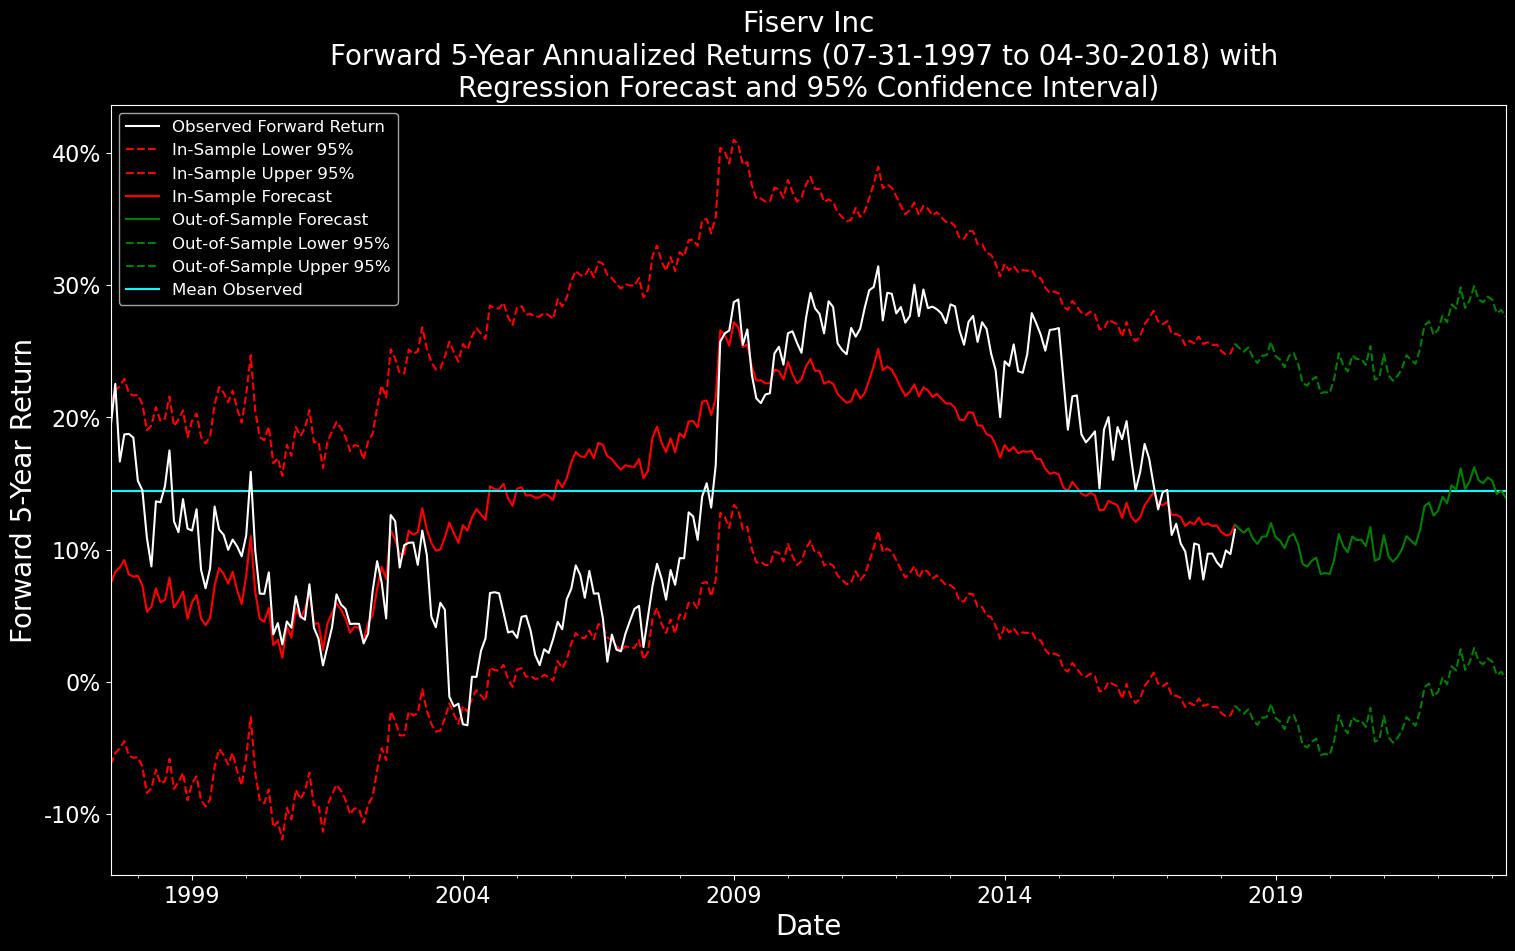 Fiserv Inc
Forward 5-Year Annualized Returns (07-31-1997 to 04-30-2018) with
Regression Forecast and 95% Confidence Interval)
Observed Forward Return
In-Sample Lower 95%
In-Sample Upper 95%
In-Sample Forecast
Out-of-Sample Forecast
Out-of-Sample Lower 95%
Out-of-Sample Upper 95%
Mean Observed
Forward 5-Year Return
40%
30%
20%
10%
0%
-10%
1999
2004
2009
2014
2019
Date